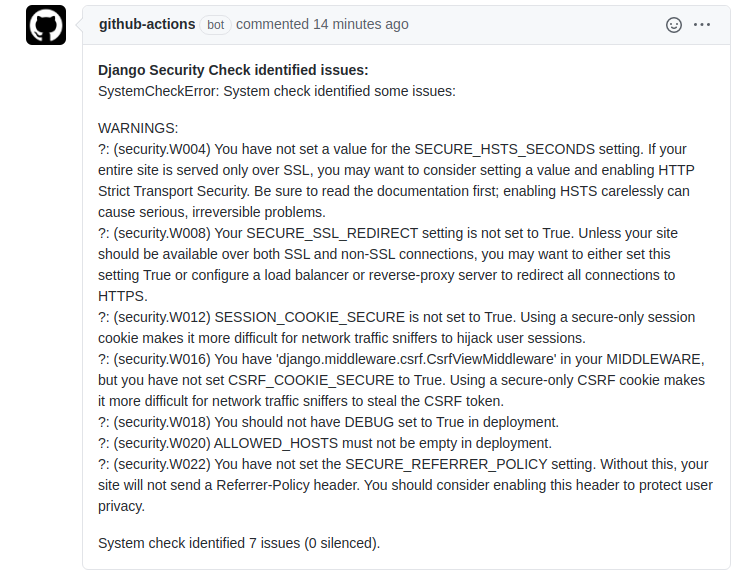 github-actions bot commented 14 minutes ago
Django Security Check identified issues:
SystemCheckError: System check identified some issues:
WARNINGS:
?: (security.W004) You have not set a value for the SECURE_HSTS_SECONDS setting. If your
entire site is served only over SSL, you may want to consider setting a value and enabling HTTP
Strict Transport Security. Be sure to read the documentation first; enabling HSTS carelessly can
cause serious, irreversible problems.
?: (security.W008) Your SECURE_SSL_REDIRECT setting is not set to True. Unless your site
should be available over both SSL and non-SSL connections, you may want to either set this
setting True or configure a load balancer or reverse-proxy server to redirect all connections to
HTTPS.
?: (security.W012) SESSION_COOKIE_SECURE is not set to True. Using a secure-only session
cookie makes it more difficult for network traffic sniffers to hijack user sessions.
?: (security.W016) You have 'django.middleware.csrf.CsrfViewMiddleware' in your MIDDLEWARE,
but you have not set CSRF_COOKIE_SECURE to True. Using a secure-only CSRF cookie makes
it more difficult for network traffic sniffers to steal the CSRF token.
?: (security.W018) You should not have DEBUG set to True in deployment.
?: (security.W020) ALLOWED_HOSTS must not be empty in deployment.
?: (security.W022) You have not set the SECURE_REFERRER_POLICY setting. Without this, your
site will not send a Referrer-Policy header. You should consider enabling this header to protect user
privacy.
System check identified 7 issues (0 silenced).